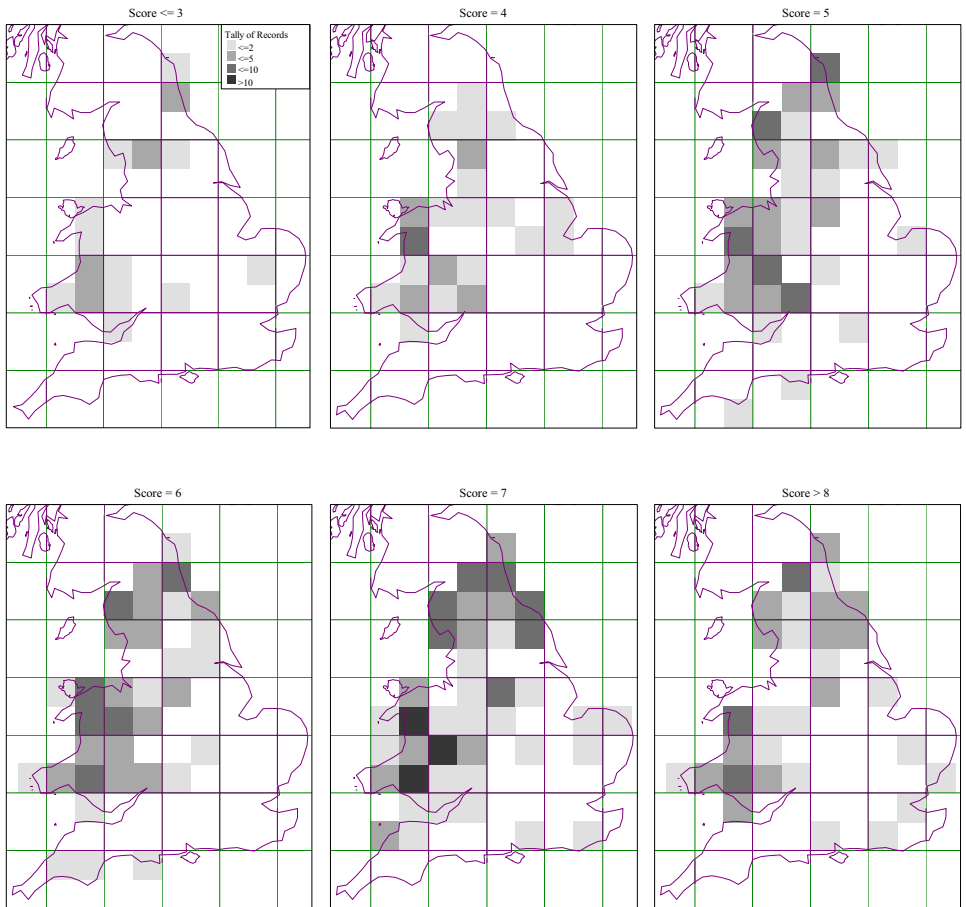 Score <= 3
Score = 4
Score = 5
Tally of Records
<=2
<=5
<=10
>10
Score = 6
Score = 7
Score > 8